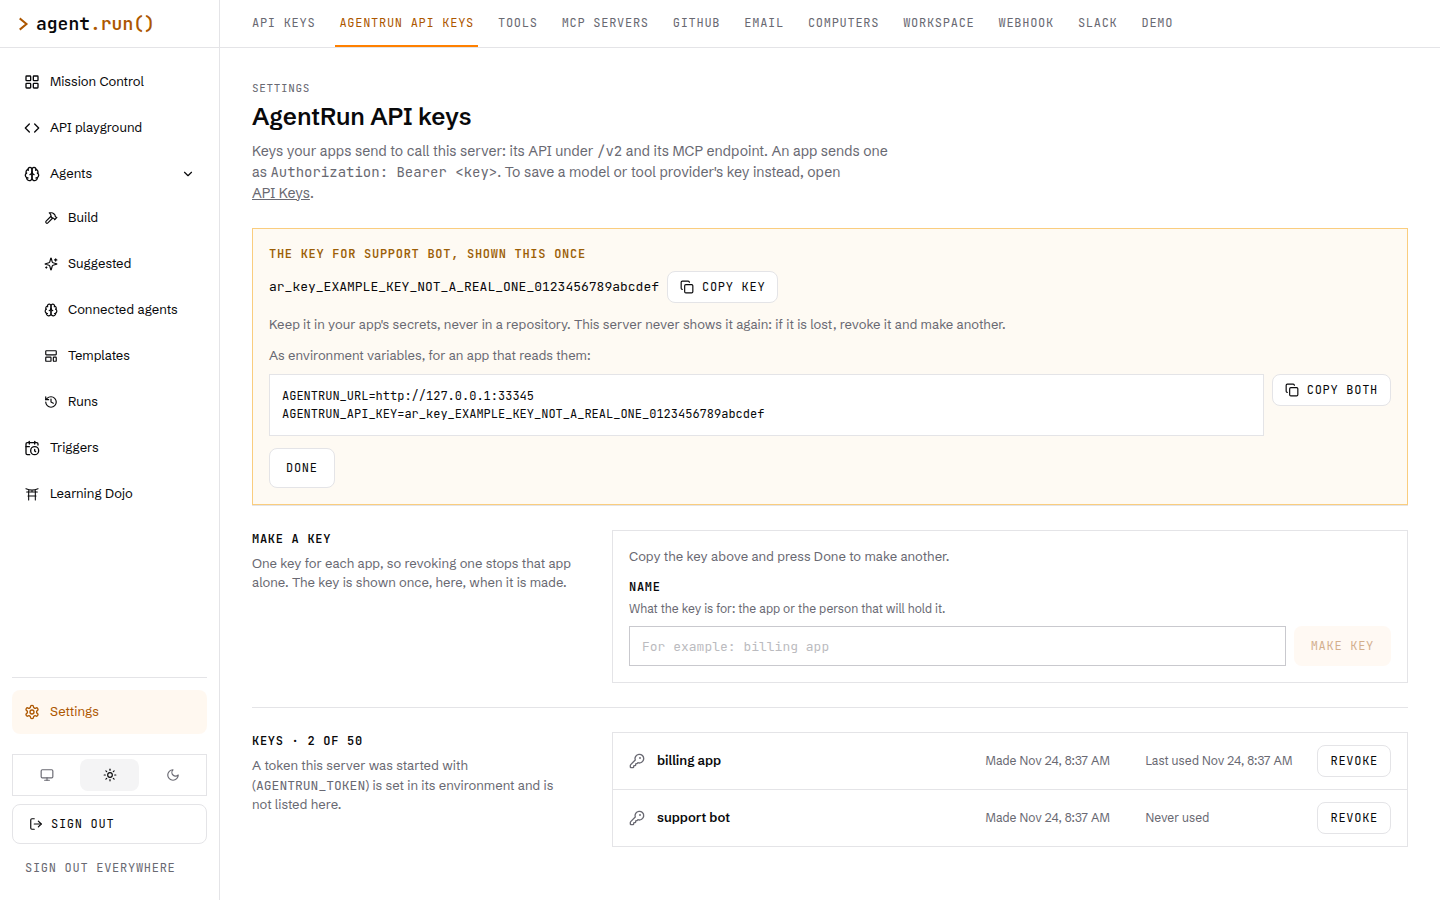 agent.run()
API KEYS
AGENTRUN API KEYS
TOOLS
MCP SERVERS
GITHUB
EMAIL
COMPUTERS
WORKSPACE
WEBHOOK
SLACK
DEMO
Mission Control
API playground
Agents
Build
Suggested
Connected agents
Templates
Runs
Triggers
Learning Dojo
Settings
SIGN OUT
SIGN OUT EVERYWHERE
SETTINGS
AgentRun API keys
Keys your apps send to call this server: its API under /v2 and its MCP endpoint. An app sends one
as Authorization: Bearer <key>. To save a model or tool provider's key instead, open
API Keys.
THE KEY FOR SUPPORT BOT, SHOWN THIS ONCE
ar_key_EXAMPLE_KEY_NOT_A_REAL_ONE_0123456789abcdef
COPY KEY
Keep it in your app's secrets, never in a repository. This server never shows it again: if it is lost, revoke it and make another.
As environment variables, for an app that reads them:
AGENTRUN_URL=http://127.0.0.1:33345
AGENTRUN_API_KEY=ar_key_EXAMPLE_KEY_NOT_A_REAL_ONE_0123456789abcdef
COPY BOTH
DONE
MAKE A KEY
One key for each app, so revoking one stops that app
alone. The key is shown once, here, when it is made.
Copy the key above and press Done to make another.
NAME
What the key is for: the app or the person that will hold it.
For example: billing app
MAKE KEY
KEYS · 2 OF 50
A token this server was started with
(AGENTRUN_TOKEN) is set in its environment and is
not listed here.
billing app
Made Nov 24, 8:37 AM
Last used Nov 24, 8:37 AM
REVOKE
support bot
Made Nov 24, 8:37 AM
Never used
REVOKE